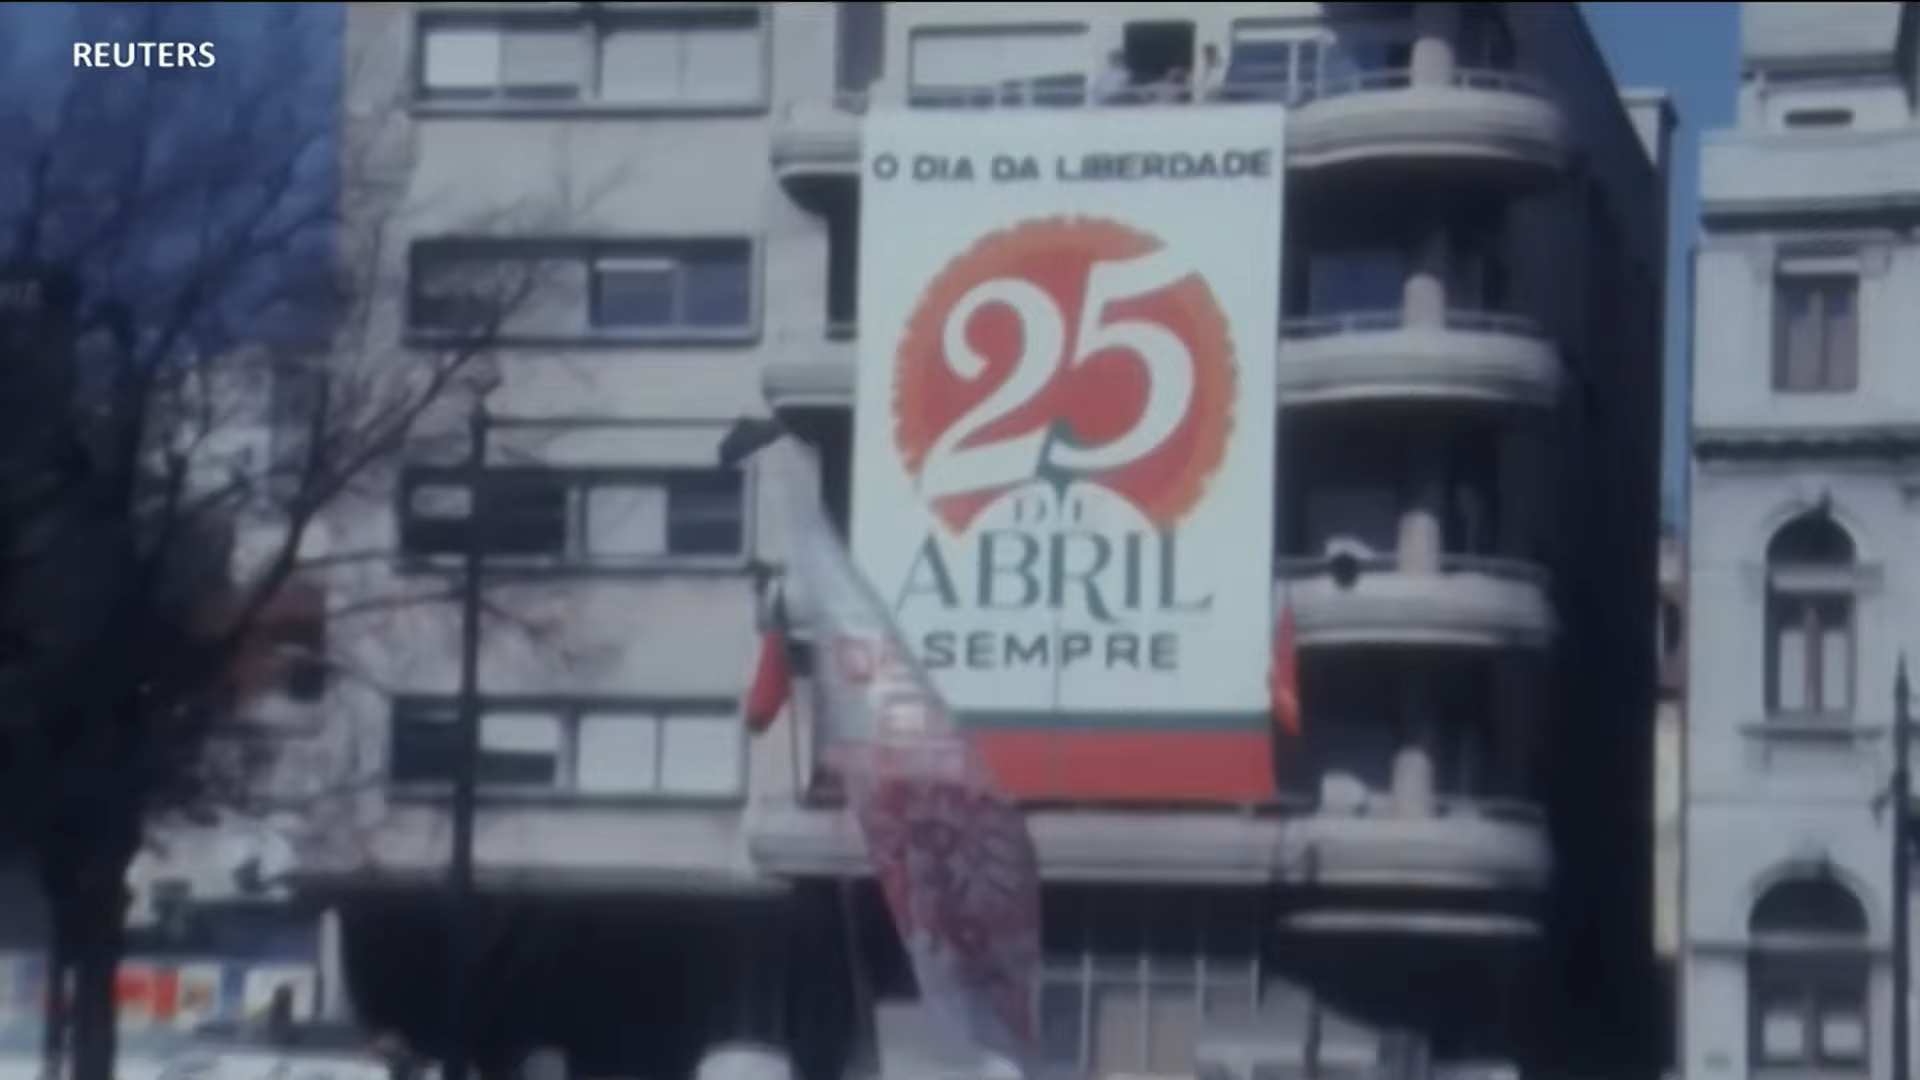 REUTERS
O DIA DA LIBERDADE
25
DE
ABRIL
SEMPRE